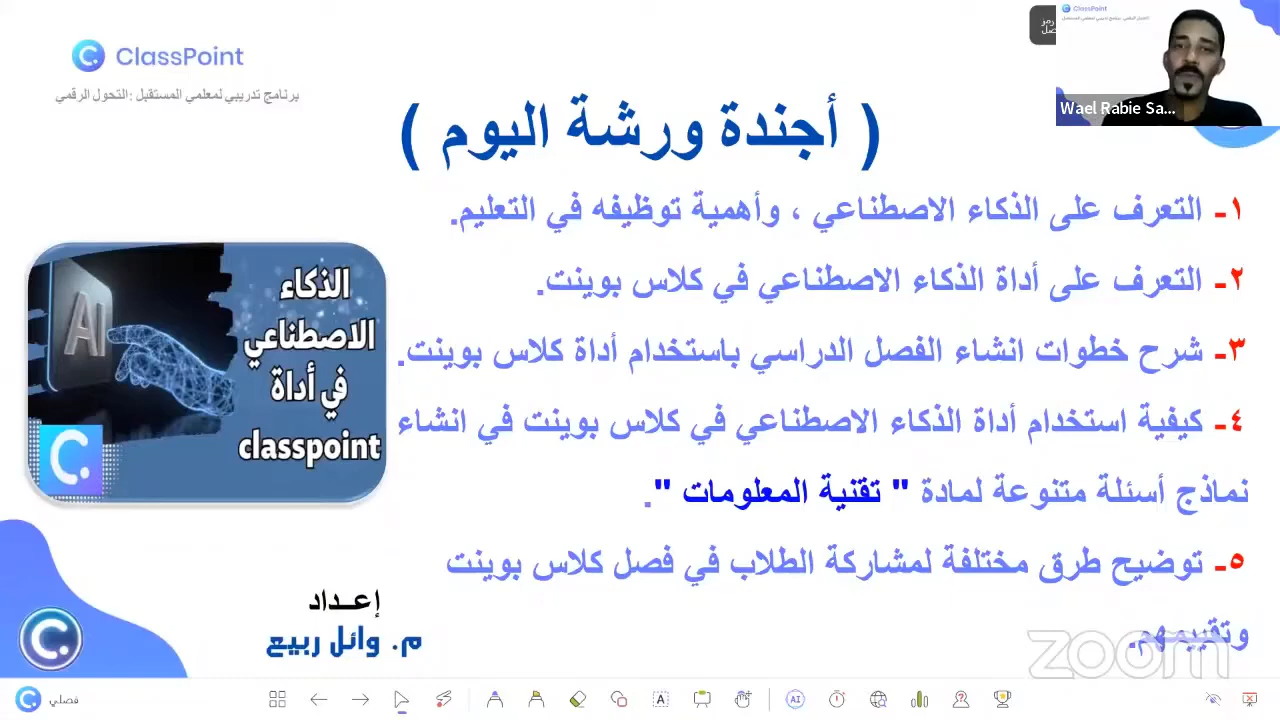 ClassPoint
برنامج تدريبي لمعلمي المستقبل :التحول الرقمي
رمز
ClassPoint
Wael Rabie Sa...
( أجندة ورشة اليوم )
١- التعرف على الذكاء الاصطناعي ، وأهمية توظيفه في التعليم.
٢- التعرف على أداة الذكاء الاصطناعي في كلاس بوينت.
٣- شرح خطوات انشاء الفصل الدراسي باستخدام أداة كلاس بوينت.
٤- كيفية استخدام أداة الذكاء الاصطناعي في كلاس بوينت في انشاء
نماذج أسئلة متنوعة لمادة " تقنية المعلومات ".
٥- توضيح طرق مختلفة لمشاركة الطلاب في فصل كلاس بوينت
وتقييمهم.
AI
الذكاء
الاصطناعي
في أداة
classpoint
إعـداد
م. وائل ربيع
zoom
فصلي
A
AI